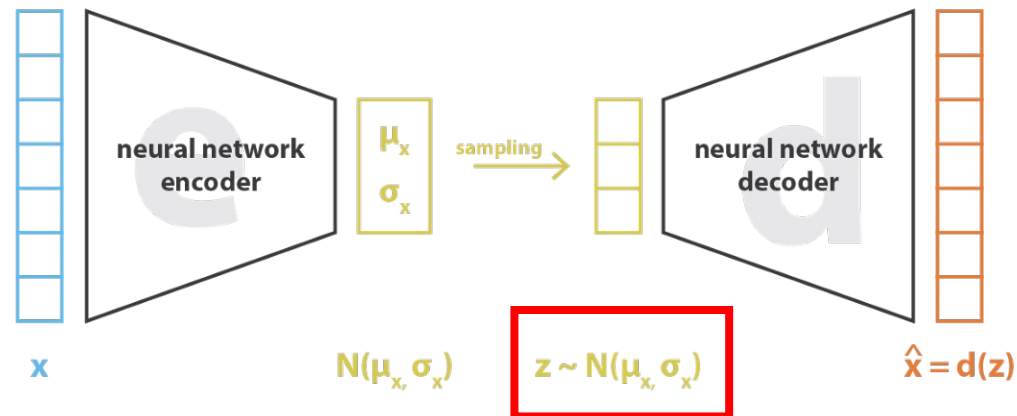 e
neural network
encoder
μₓ
σₓ
sampling
d
neural network
decoder
x
N(μₓ, σₓ)
z ~ N(μₓ, σₓ)
x̂ = d(z)